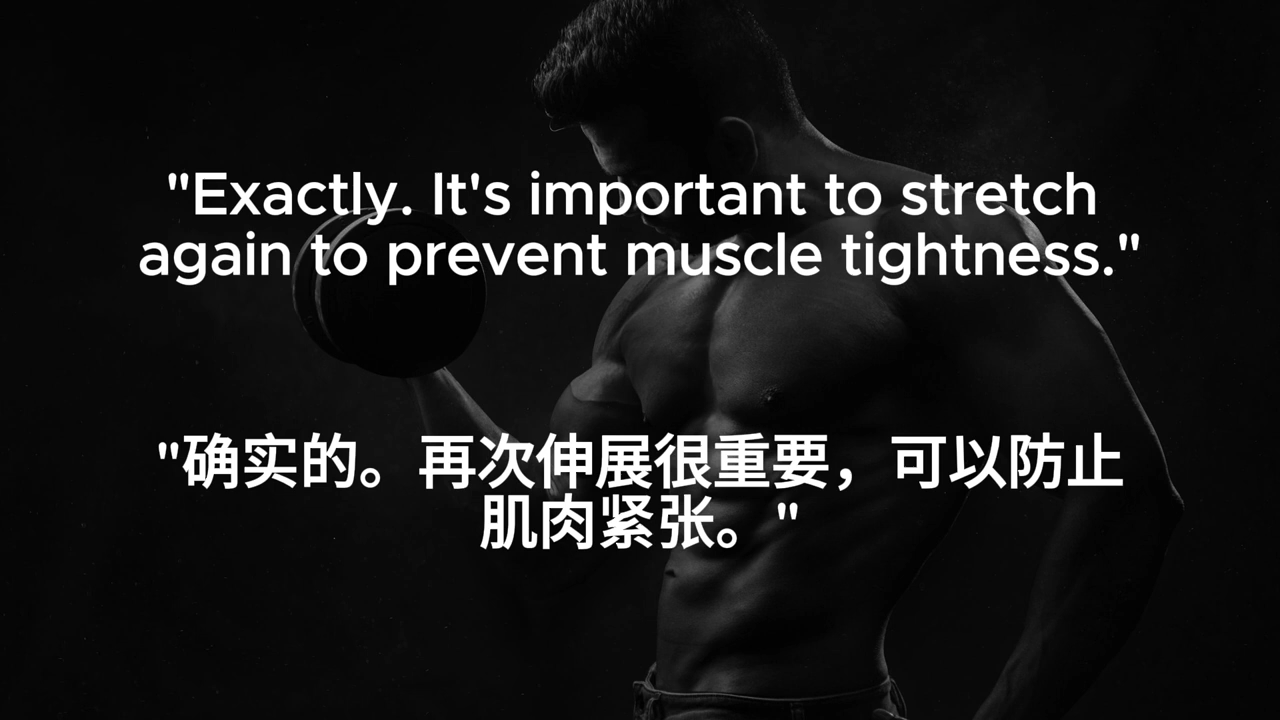 "Exactly. It's important to stretch
again to prevent muscle tightness."
"确实的。再次伸展很重要，可以防止
肌肉紧张。"